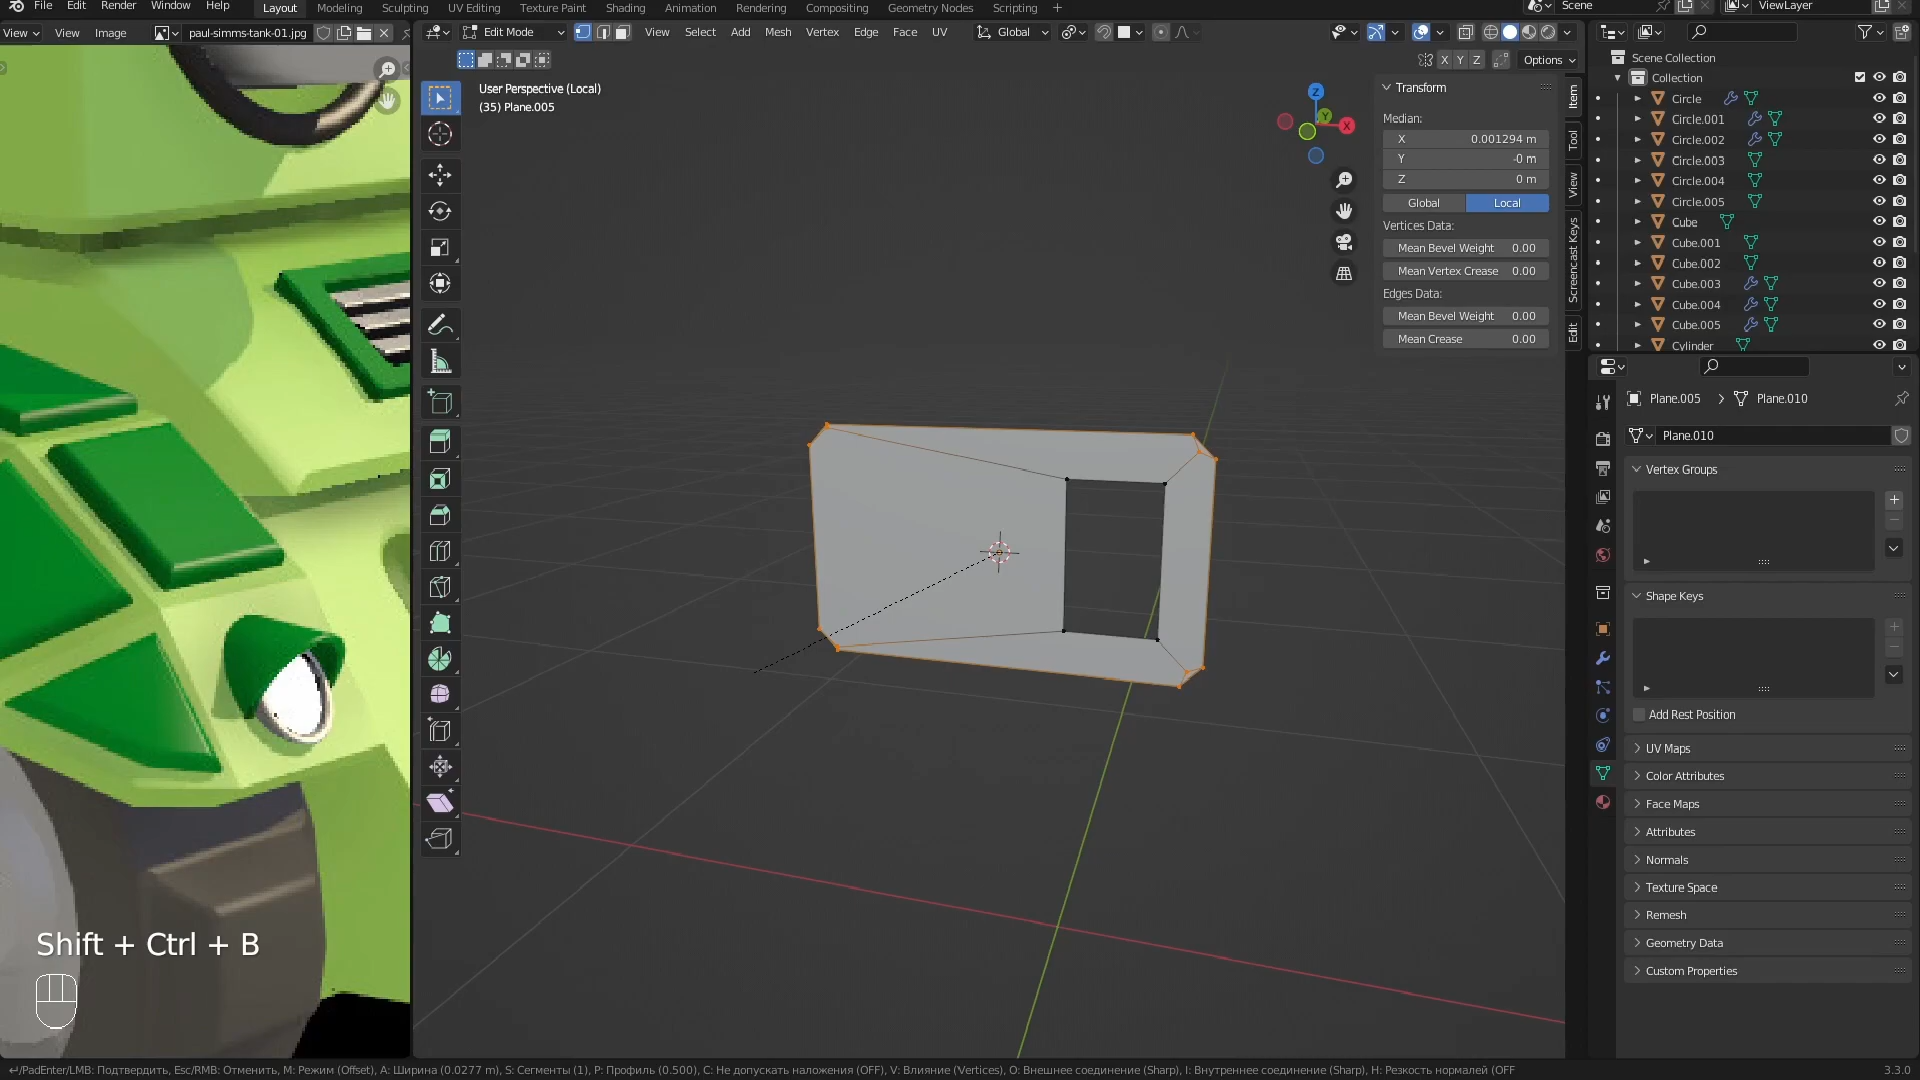 File Edit Render Window Help Layout Modeling Sculpting UV Editing Texture Paint Shading Animation Rendering Compositing Geometry Nodes Scripting + Scene ViewLayer
View View Image paul-simms-tank-01.jpg Edit Mode View Select Add Mesh Vertex Edge Face UV Global
X Y Z Options
User Perspective (Local)
(35) Plane.005
Z
Y
X
Transform
Median:
X 0.001294 m
Y -0 m
Z 0 m
Global Local
Vertices Data:
Mean Bevel Weight 0.00
Mean Vertex Crease 0.00
Edges Data:
Mean Bevel Weight 0.00
Mean Crease 0.00
Item
Tool
View
Screencast Keys
Edit
Scene Collection
Collection
Circle
Circle.001
Circle.002
Circle.003
Circle.004
Circle.005
Cube
Cube.001
Cube.002
Cube.003
Cube.004
Cube.005
Cylinder
Plane.005 Plane.010
Plane.010
Vertex Groups
Shape Keys
Add Rest Position
UV Maps
Color Attributes
Face Maps
Attributes
Normals
Texture Space
Remesh
Geometry Data
Custom Properties
Shift + Ctrl + B
↵/PadEnter/LMB: Подтвердить, Esc/RMB: Отменить, M: Режим (Offset), A: Ширина (0.0277 m), S: Сегменты (1), P: Профиль (0.500), C: Не допускать наложения (OFF), V: Влияние (Vertices), O: Внешнее соединение (Sharp), I: Внутреннее соединение (Sharp), H: Резкость нормалей (OFF
3.3.0